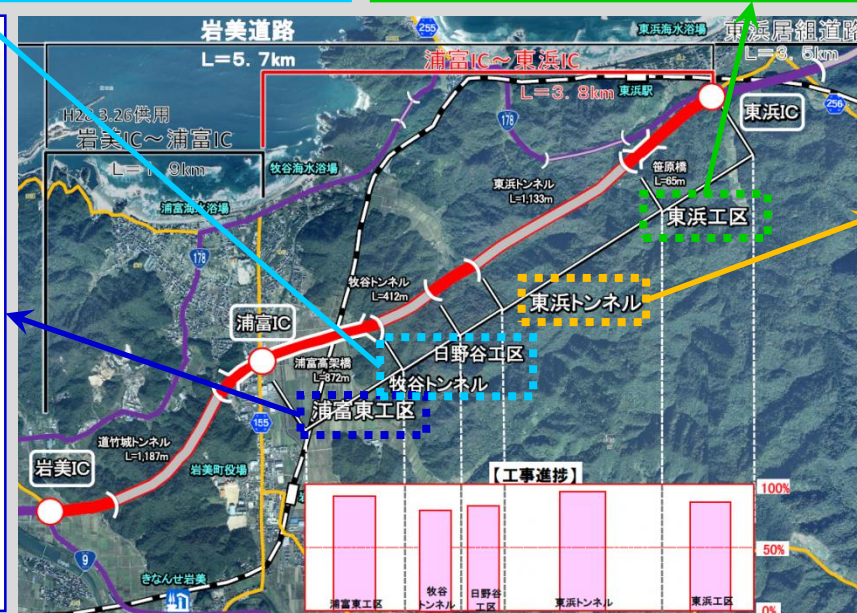 岩美道路
L=5.7km
255
東浜海水浴場
東浜居組道路
L=3.5km
浦富IC～東浜IC
L=3.8km
東浜駅
256
東浜IC
H28.3.26供用
岩美IC～浦富IC
178
牧谷海水浴場
浦富海水浴場
東浜トンネル
L=1,133m
笹原橋
L=65m
東浜工区
178
牧谷トンネル
L=412m
東浜トンネル
浦富IC
日野谷工区
浦富高架橋
L=872m
牧谷トンネル
浦富東工区
155
道竹城トンネル
L=1,187m
岩美町役場
岩美IC
9
きなんせ岩美
【工事進捗】
100%
50%
0%
浦富東工区
牧谷
トンネル
日野谷
工区
東浜トンネル
東浜工区